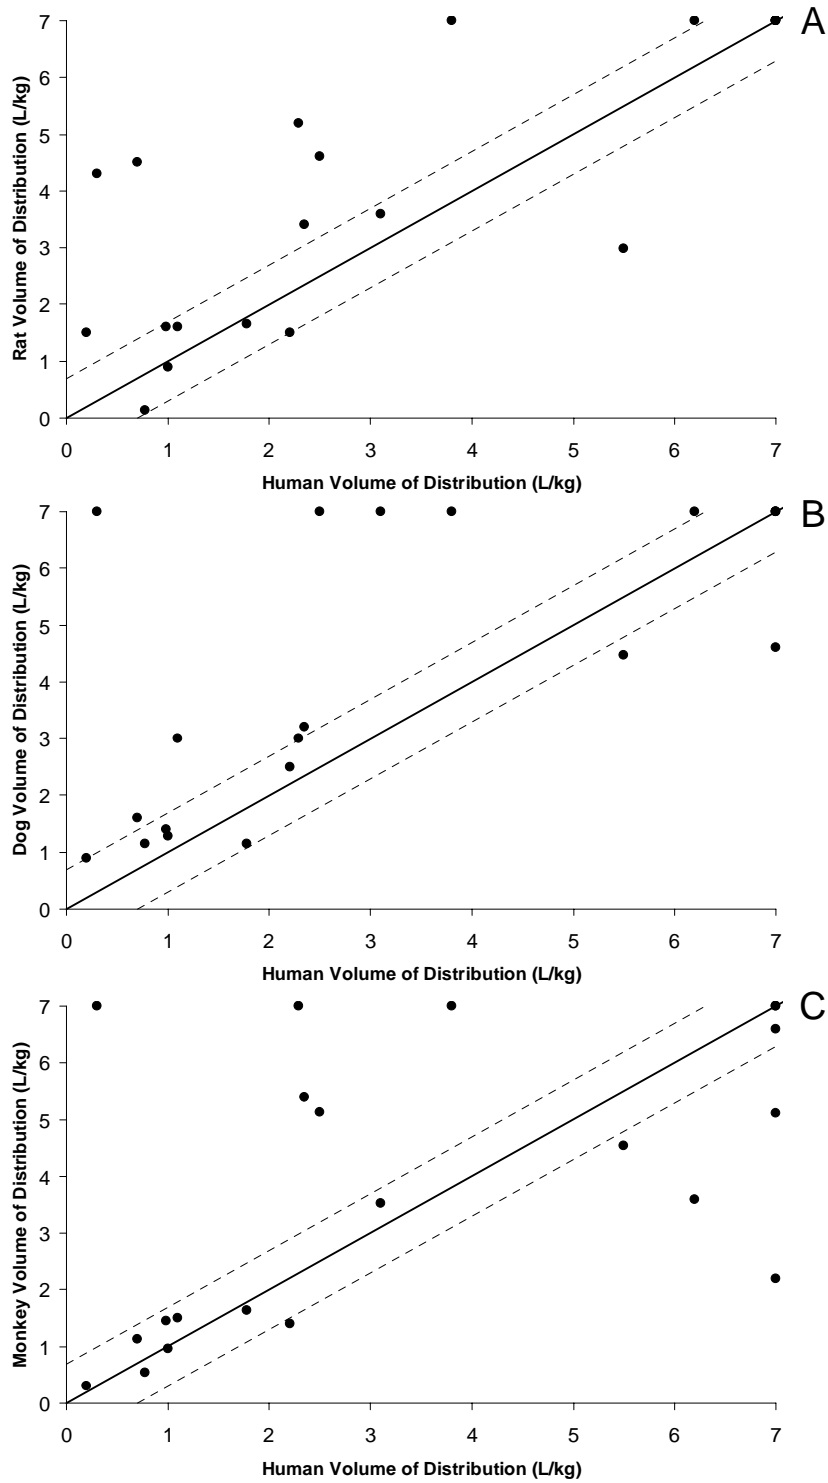 A
7
6
5
4
3
2
1
0
Rat Volume of Distribution (L/kg)
0 1 2 3 4 5 6 7
Human Volume of Distribution (L/kg)
B
7
6
5
4
3
2
1
0
Dog Volume of Distribution (L/kg)
0 1 2 3 4 5 6 7
Human Volume of Distribution (L/kg)
C
7
6
5
4
3
2
1
0
Monkey Volume of Distribution (L/kg)
0 1 2 3 4 5 6 7
Human Volume of Distribution (L/kg)